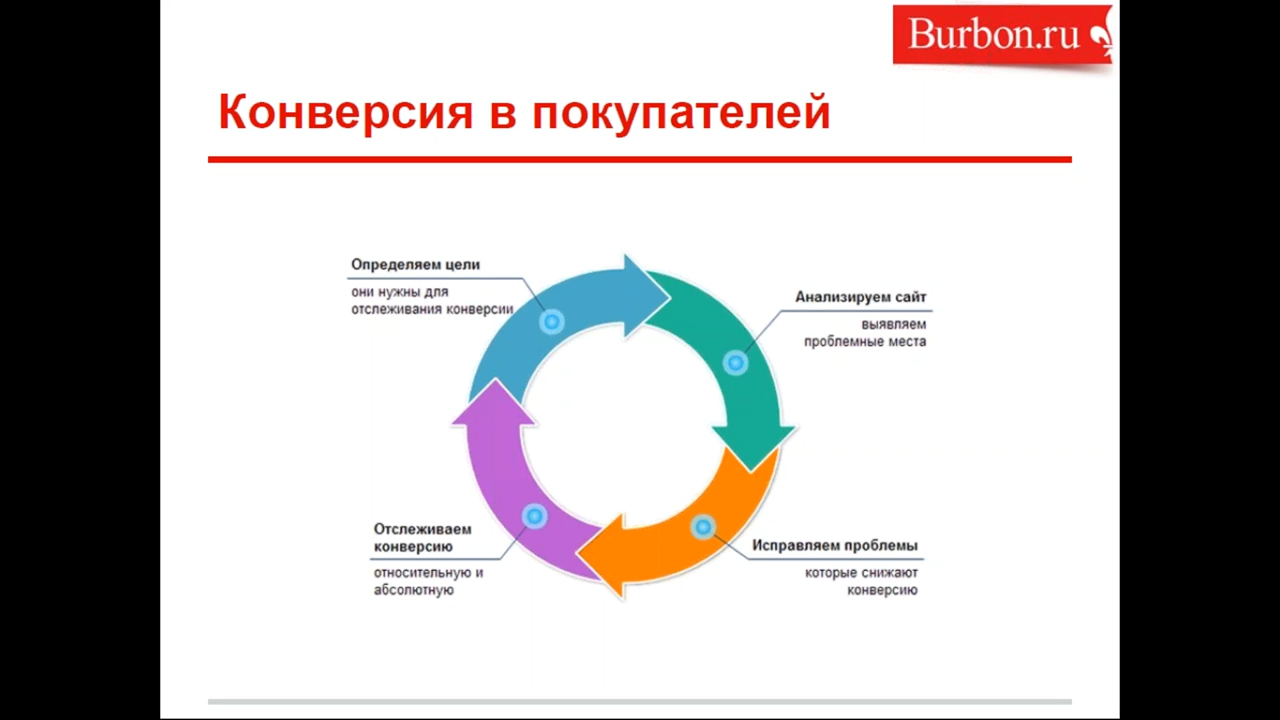 Burbon.ru
Конверсия в покупателей
Определяем цели
они нужны для
отслеживания конверсии
Анализируем сайт
выявляем
проблемные места
Исправляем проблемы
которые снижают
конверсию
Отслеживаем
конверсию
относительную и
абсолютную